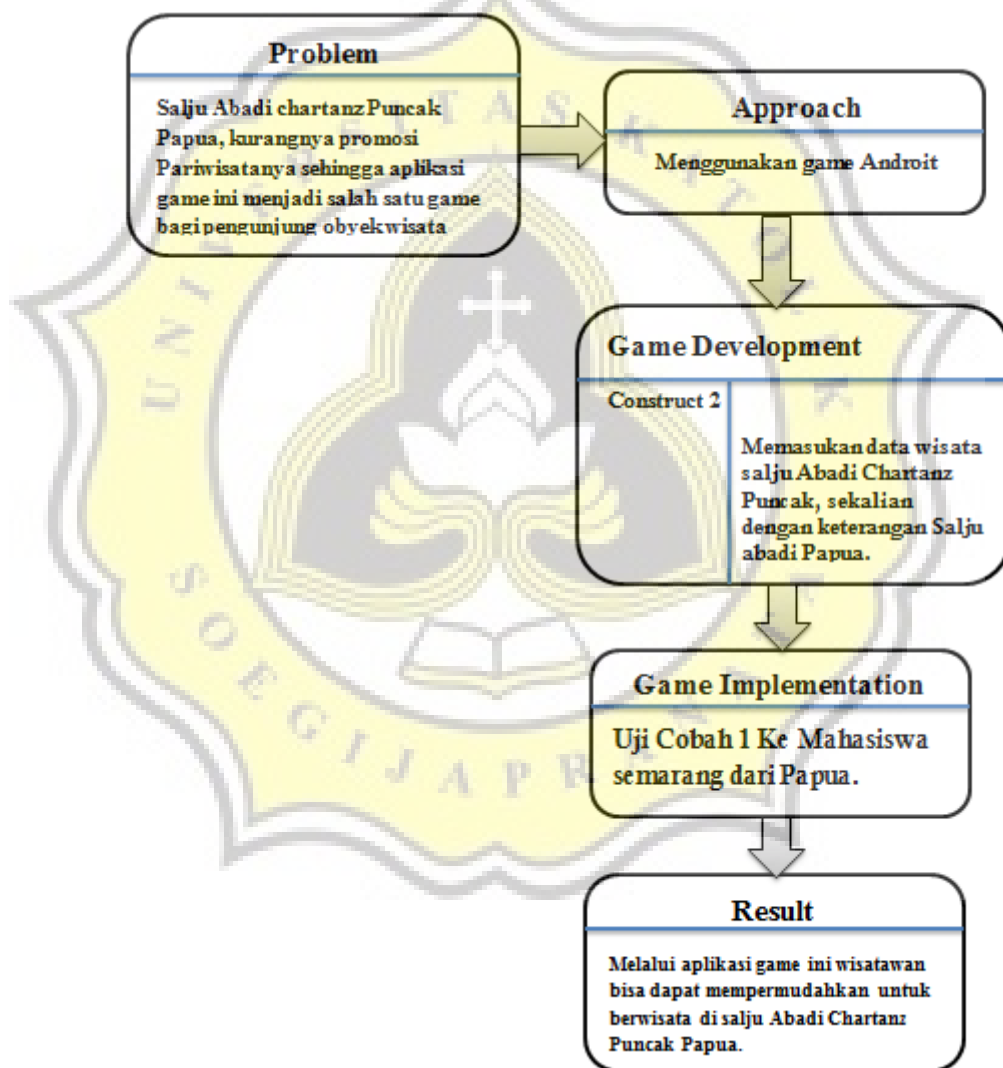 Problem
Salju Abadi chartanz Puncak
Papua, kurangnya promosi
Pariwisatanya sehingga aplikasi
game ini menjadi salah satu game
bagi pengunjung obyek wisata
Approach
Menggunakan game Androit
Game Development
Construct 2
Memasukan data wisata
salju Abadi Chartanz
Puncak, sekalian
dengan keterangan Salju
abadi Papua.
Game Implementation
Uji Cobah 1 Ke Mahasiswa
semarang dari Papua.
Result
Melalui aplikasi game ini wisatawan
bisa dapat mempermudahkan untuk
berwisata di salju Abadi Chartanz
Puncak Papua.
SOEGIJAPRANATA